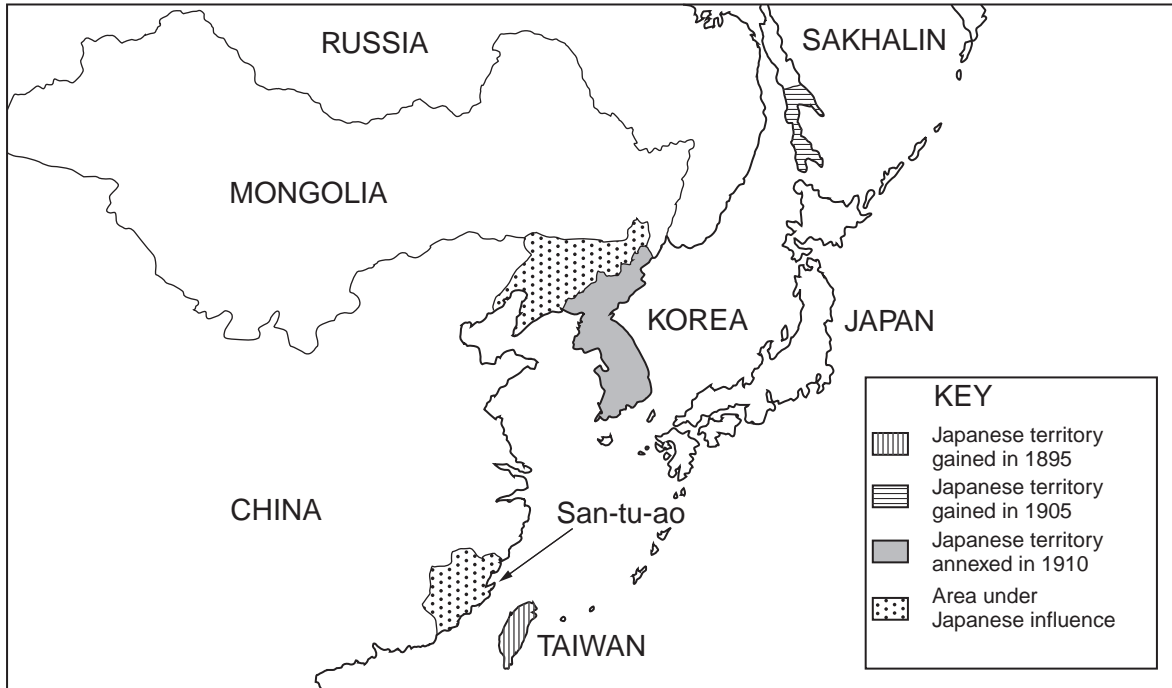 RUSSIA
SAKHALIN
MONGOLIA
KOREA
JAPAN
CHINA
San-tu-ao
TAIWAN
KEY
Japanese territory
gained in 1895
Japanese territory
gained in 1905
Japanese territory
annexed in 1910
Area under
Japanese influence